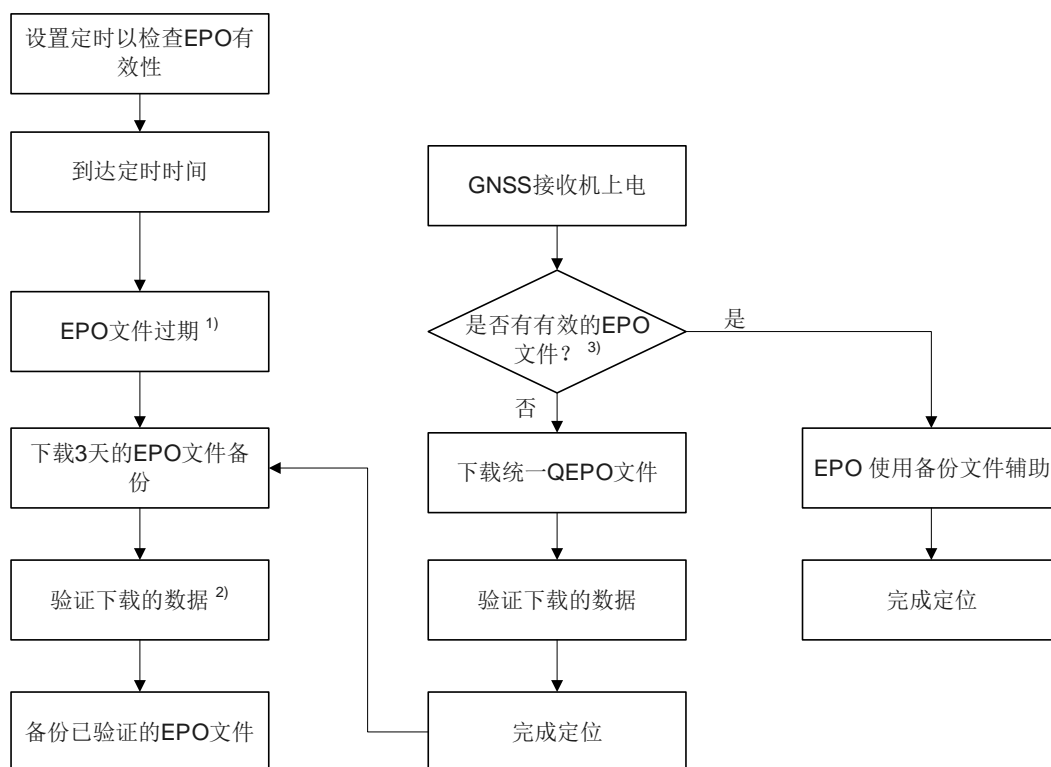 设置定时以检查EPO有
效性
到达定时时间
EPO文件过期 1)
下载3天的EPO文件备
份
验证下载的数据 2)
备份已验证的EPO文件
GNSS接收机上电
是否有有效的EPO
文件? 3)
是
否
下载统一QEPO文件
验证下载的数据
完成定位
EPO 使用备份文件辅助
完成定位